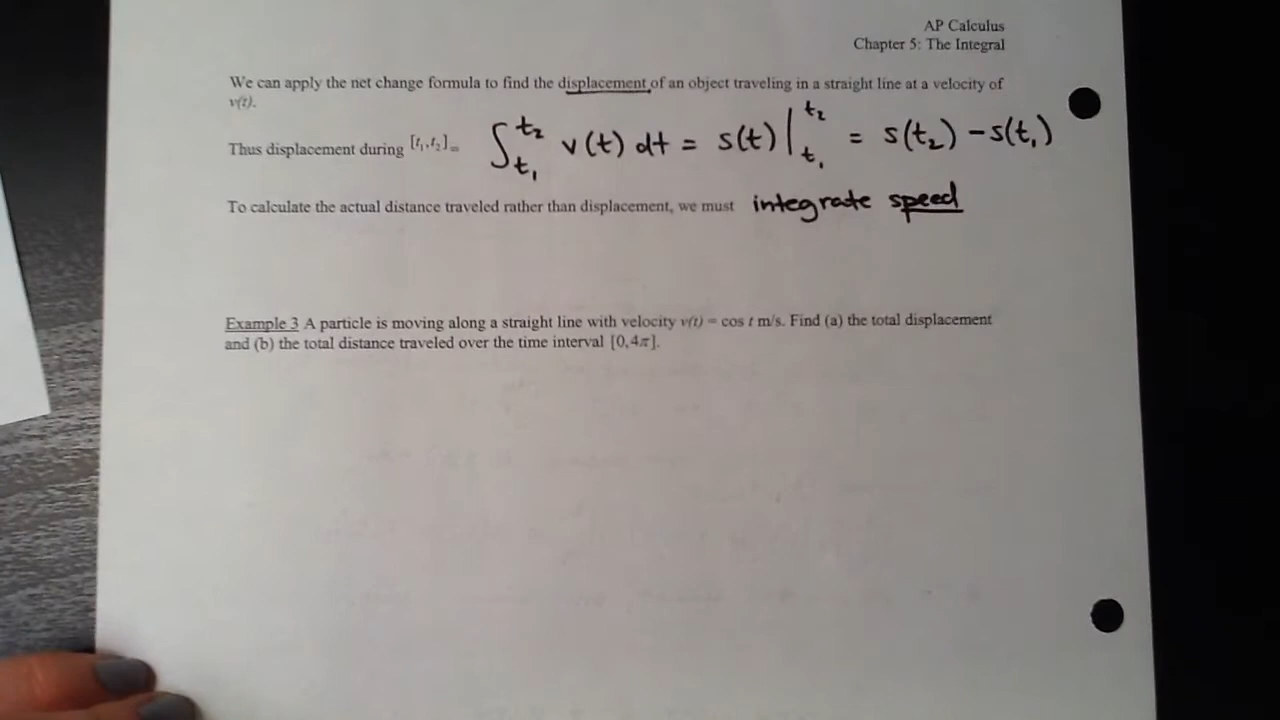 AP Calculus
Chapter 5: The Integral
We can apply the net change formula to find the displacement of an object traveling in a straight line at a velocity of
v(t).
Thus displacement during [t₁,t₂]= ∫_{t₁}^{t₂} v(t) dt = s(t)|_{t₁}^{t₂} = s(t₂) - s(t₁)
To calculate the actual distance traveled rather than displacement, we must integrate speed
Example 3 A particle is moving along a straight line with velocity v(t) = cos t m/s. Find (a) the total displacement
and (b) the total distance traveled over the time interval [0,4π].